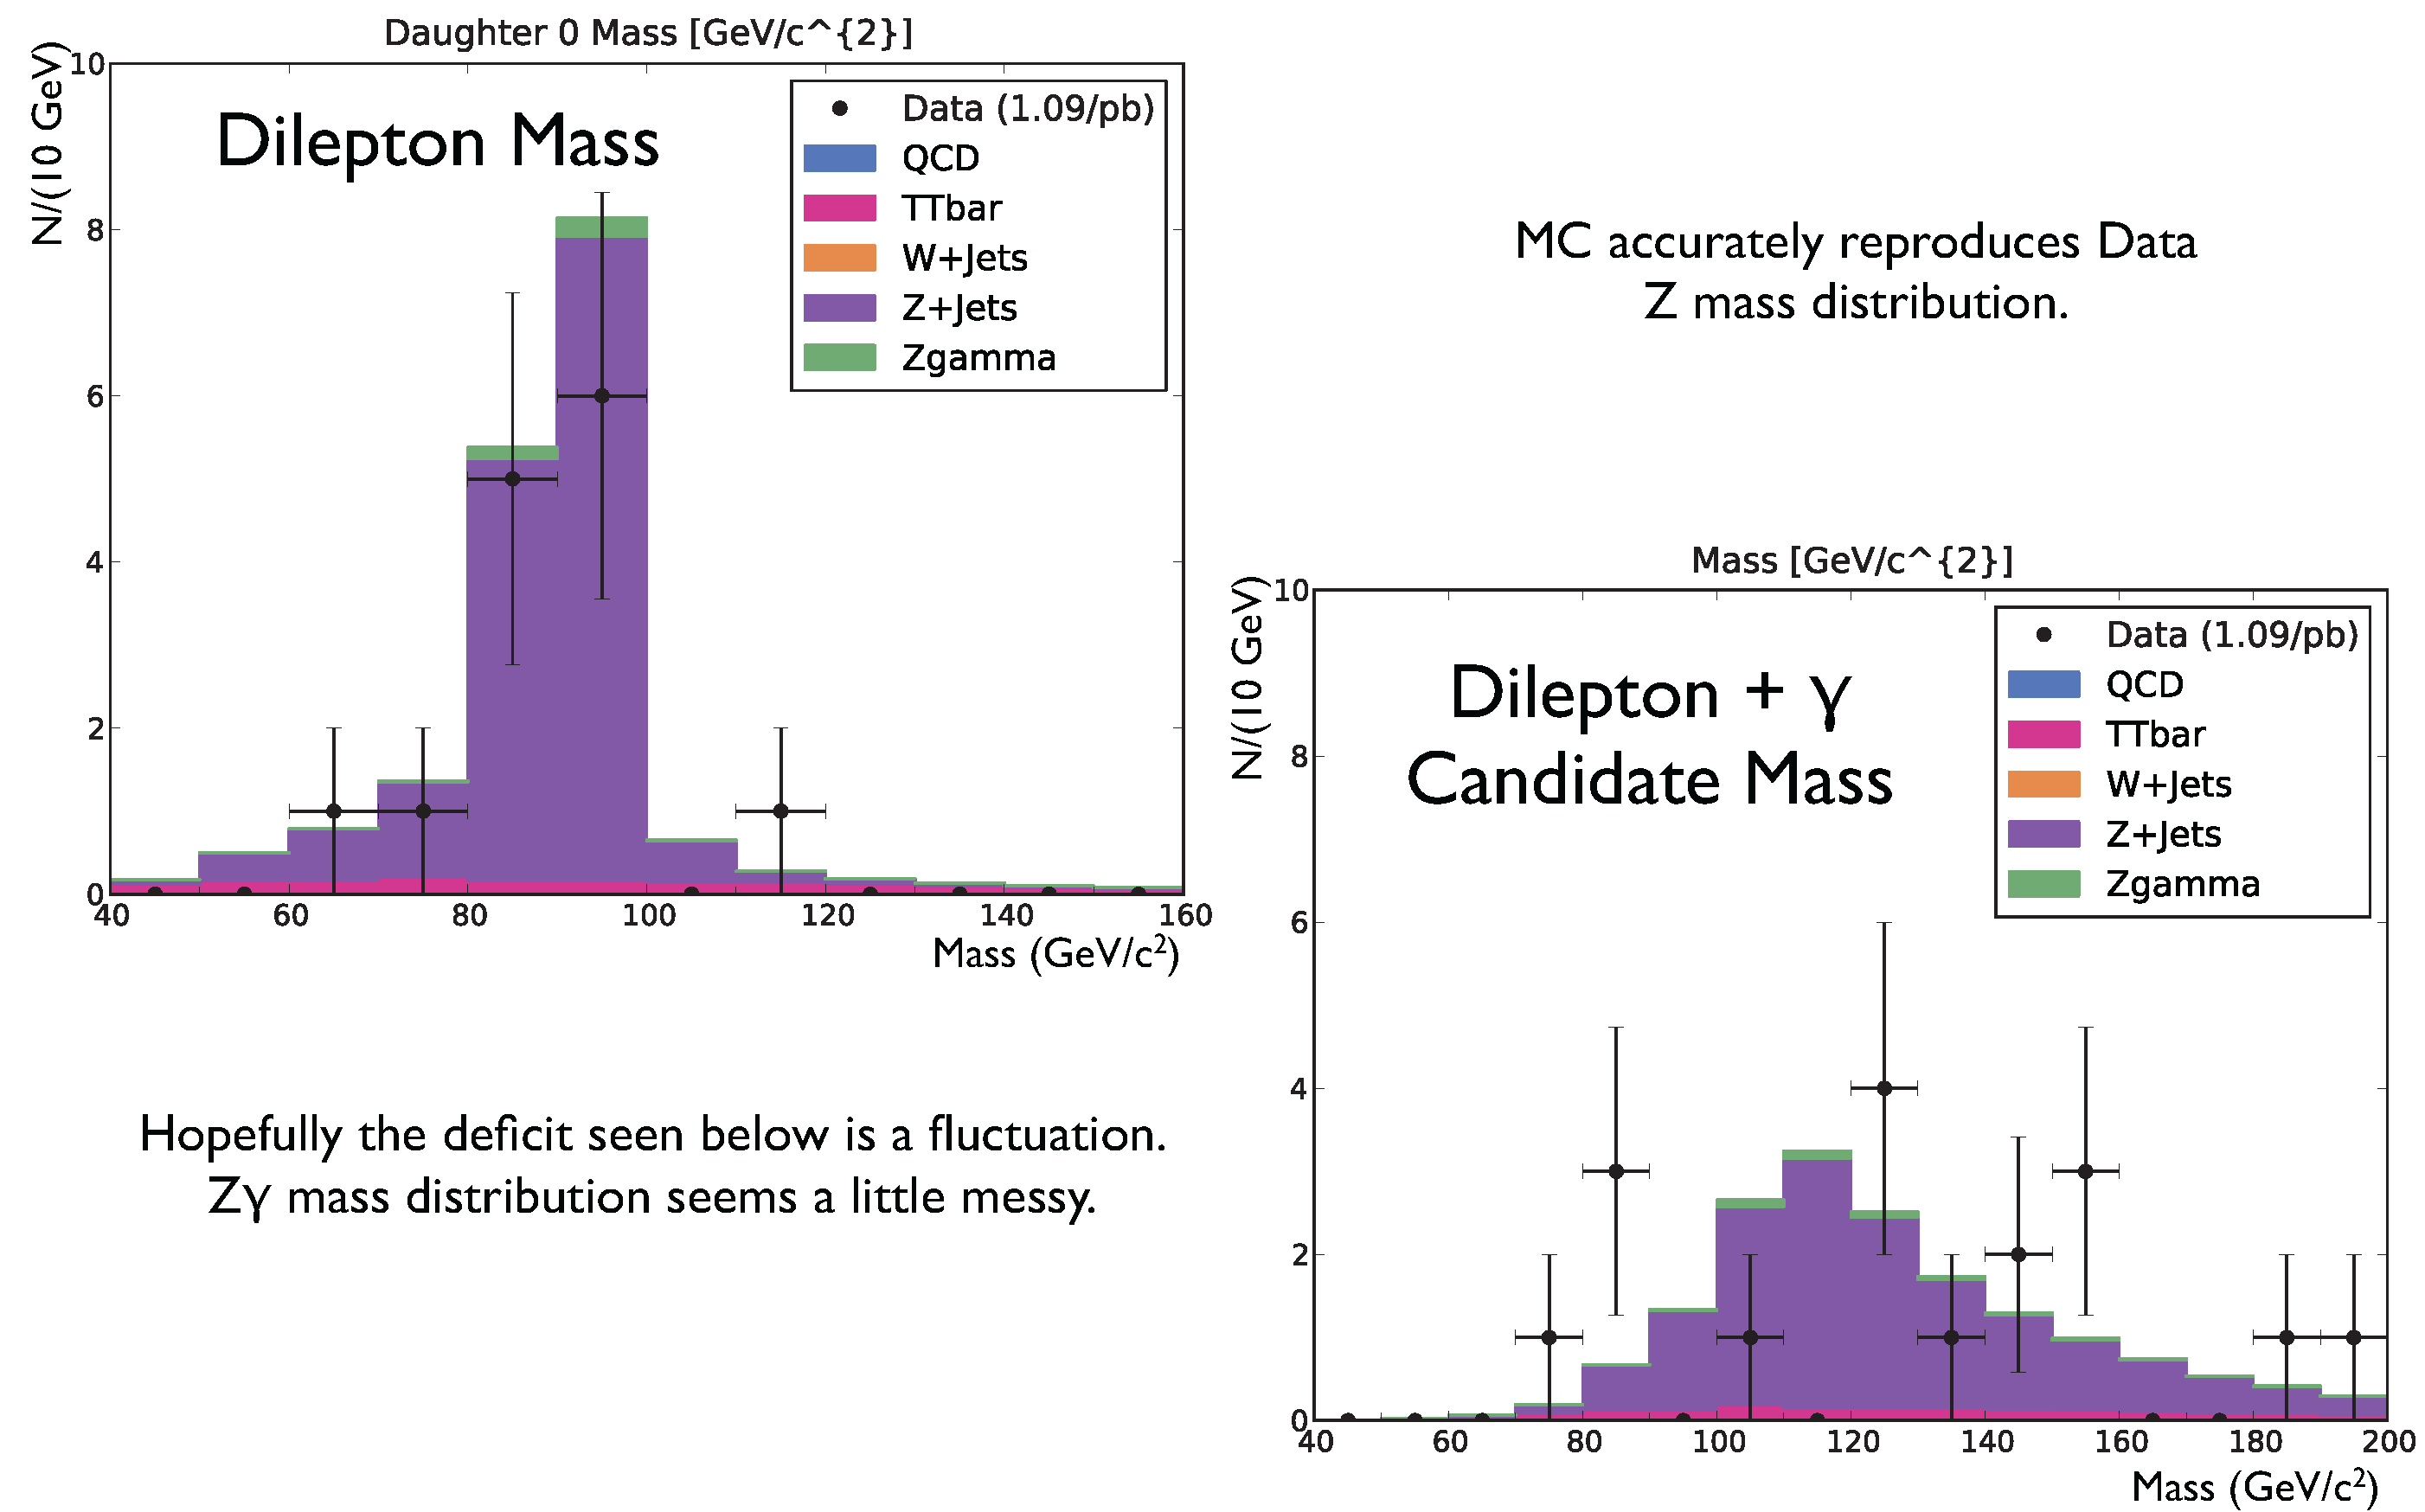 Daughter 0 Mass [GeV/c^{2}]
N/(10 GeV)
Dilepton Mass
Data (1.09/pb)
QCD
TTbar
W+Jets
Z+Jets
Zgamma
10
8
6
4
2
0
40 60 80 100 120 140 160
Mass (GeV/c²)
MC accurately reproduces Data
Z mass distribution.
Hopefully the deficit seen below is a fluctuation.
Zγ mass distribution seems a little messy.
Mass [GeV/c^{2}]
N/(10 GeV)
Dilepton + γ
Candidate Mass
Data (1.09/pb)
QCD
TTbar
W+Jets
Z+Jets
Zgamma
10
8
6
4
2
0
40 60 80 100 120 140 160 180 200
Mass (GeV/c²)